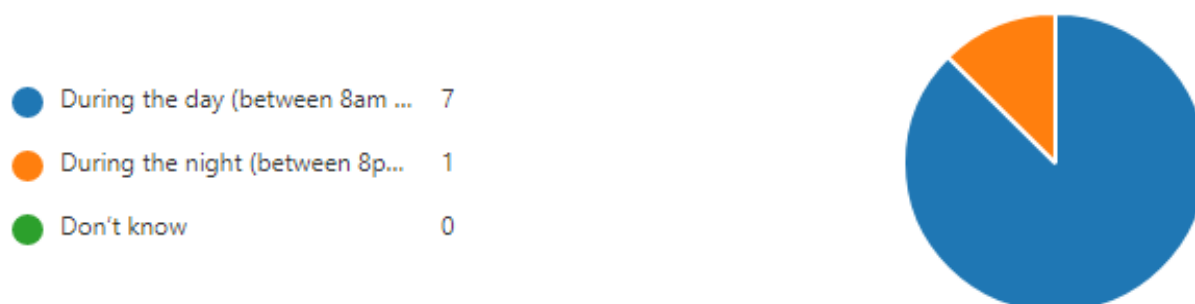 During the day (between 8am ... 7
During the night (between 8p... 1
Don't know 0